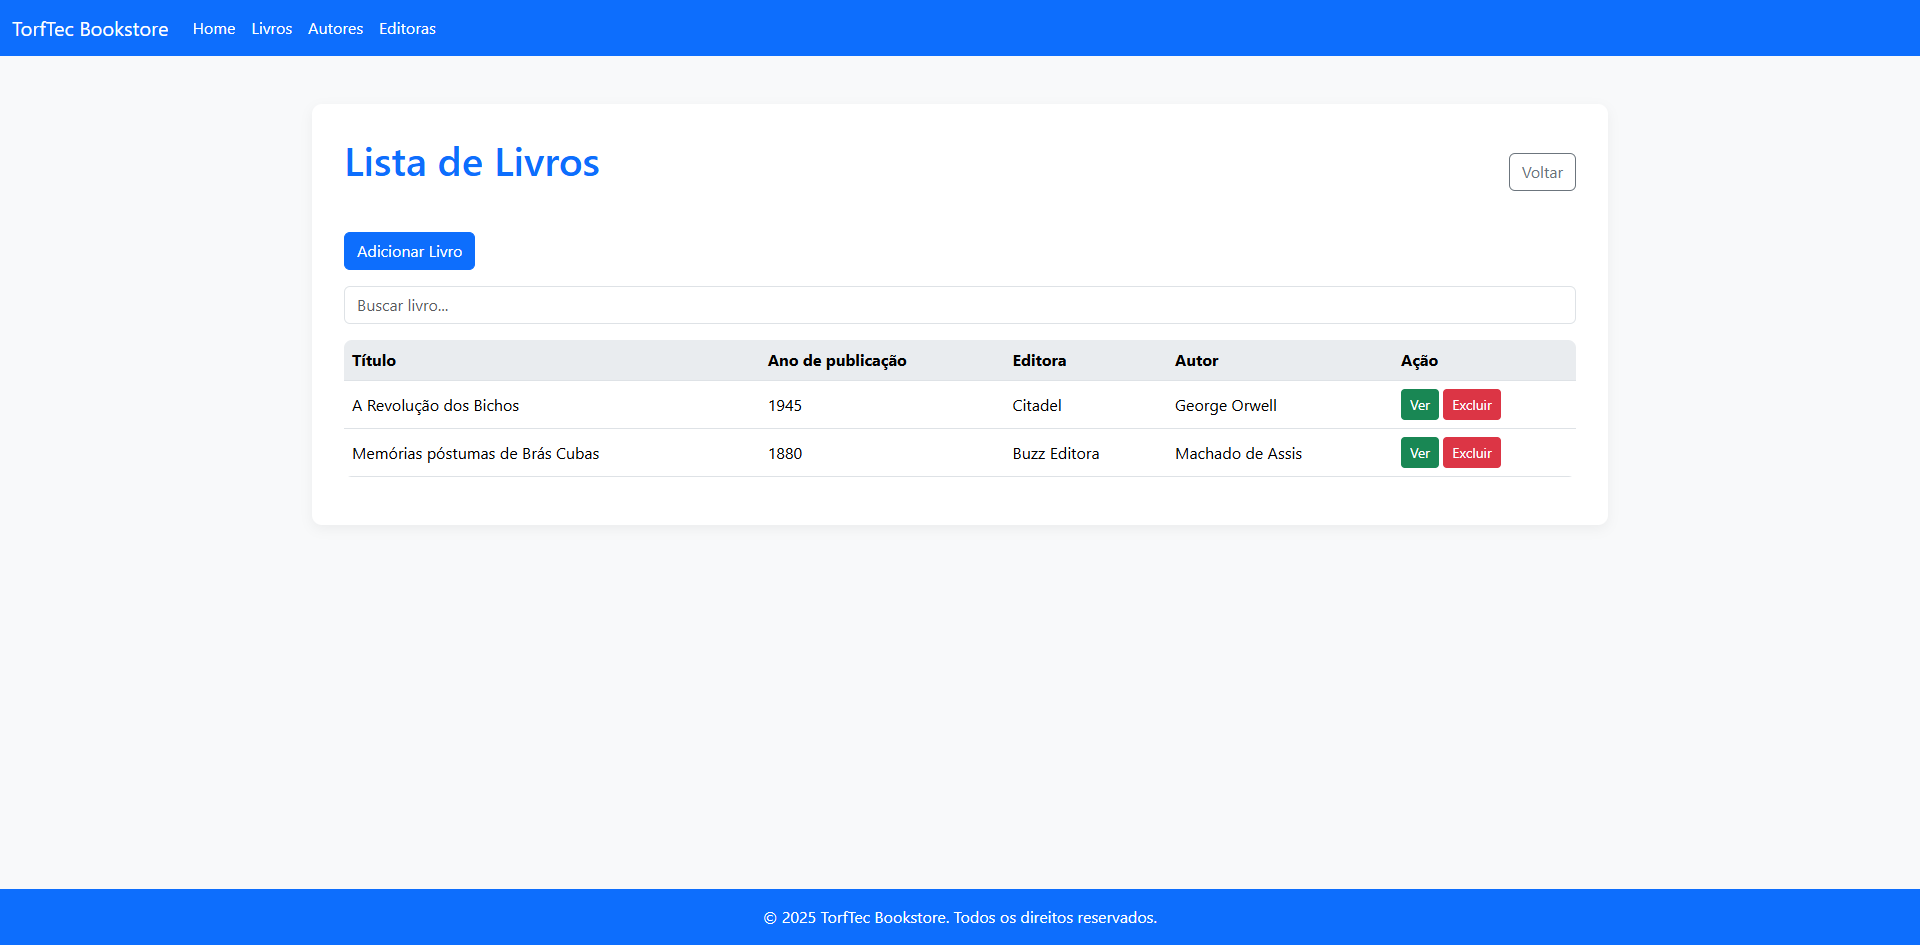 TorfTec Bookstore Home Livros Autores Editoras
Lista de Livros
Voltar
Adicionar Livro
Buscar livro...
Título Ano de publicação Editora Autor Ação
A Revolução dos Bichos 1945 Citadel George Orwell Ver Excluir
Memórias póstumas de Brás Cubas 1880 Buzz Editora Machado de Assis Ver Excluir
© 2025 TorfTec Bookstore. Todos os direitos reservados.